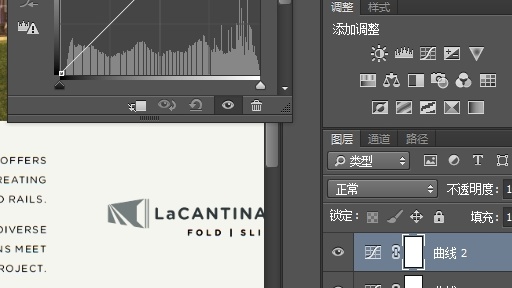 调整
样式
添加调整
图层
通道
路径
类型
正常
不透明度:
锁定:
填充:
曲线 2
OFFERS
REATING
RAILS.
DIVERSE
NS MEET
ROJECT.
LaCANTINA
FOLD | SLI